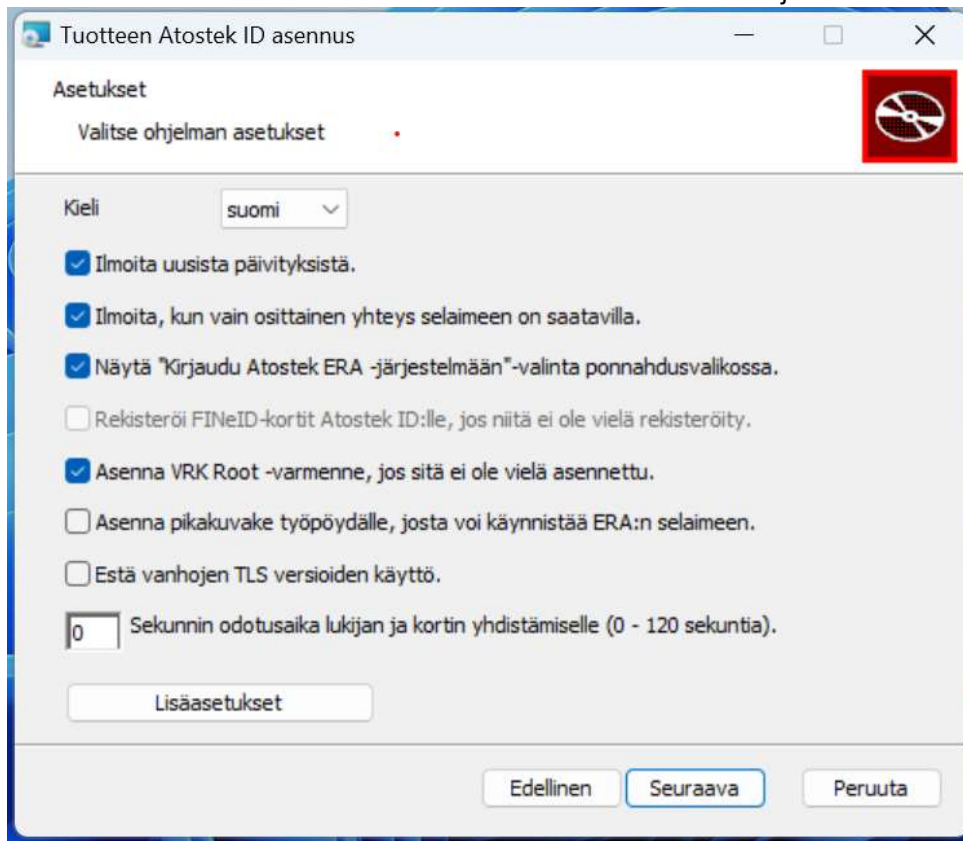 Tuotteen Atostek ID asennus
Asetukset
Valitse ohjelman asetukset
Kieli suomi
Ilmoita uusista päivityksistä.
Ilmoita, kun vain osittainen yhteys selaimeen on saatavilla.
Näytä "Kirjaudu Atostek ERA -järjestelmään"-valinta ponnahdusvalikossa.
Rekisteröi FINeID-kortit Atostek ID:lle, jos niitä ei ole vielä rekisteröity.
Asenna VRK Root -varmenne, jos sitä ei ole vielä asennettu.
Asenna pikakuvake työpöydälle, josta voi käynnistää ERA:n selaimeen.
Estä vanhojen TLS versioiden käyttö.
0 Sekunnin odotusaika lukijan ja kortin yhdistämiselle (0 - 120 sekuntia).
Lisäasetukset
Edellinen Seuraava Peruuta